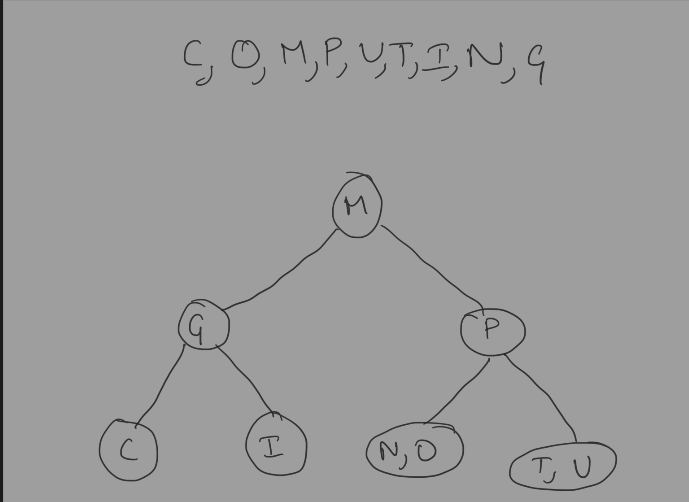 C, O, M, P, U, T, I, N, G
M
G P
C I N, O T, U